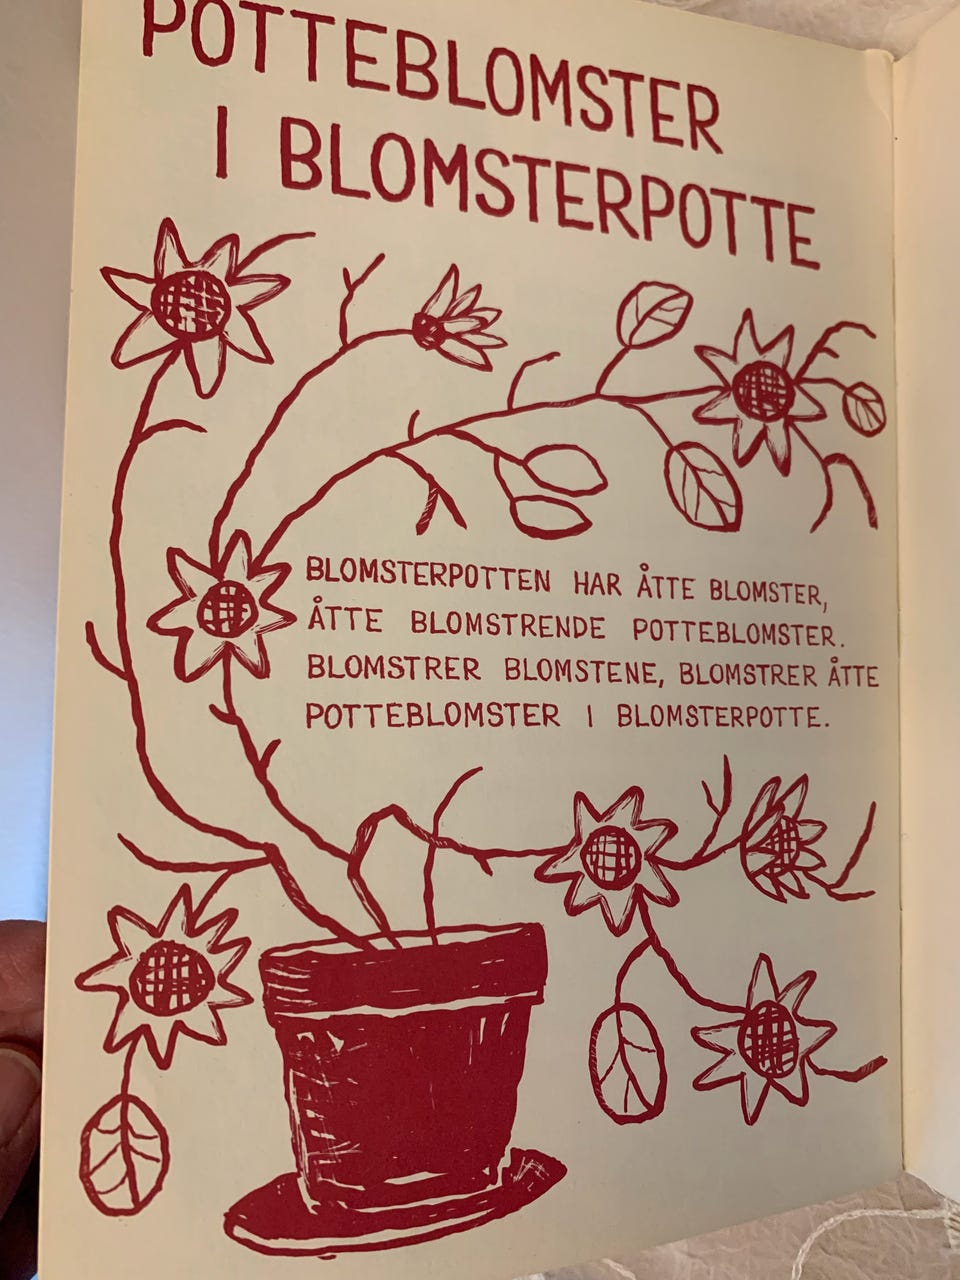 POTTEBLOMSTER
I BLOMSTERPOTTE
BLOMSTERPOTTEN HAR ÅTTE BLOMSTER,
ÅTTE BLOMSTRENDE POTTEBLOMSTER.
BLOMSTRER BLOMSTENE, BLOMSTRER ÅTTE
POTTEBLOMSTER I BLOMSTERPOTTE.